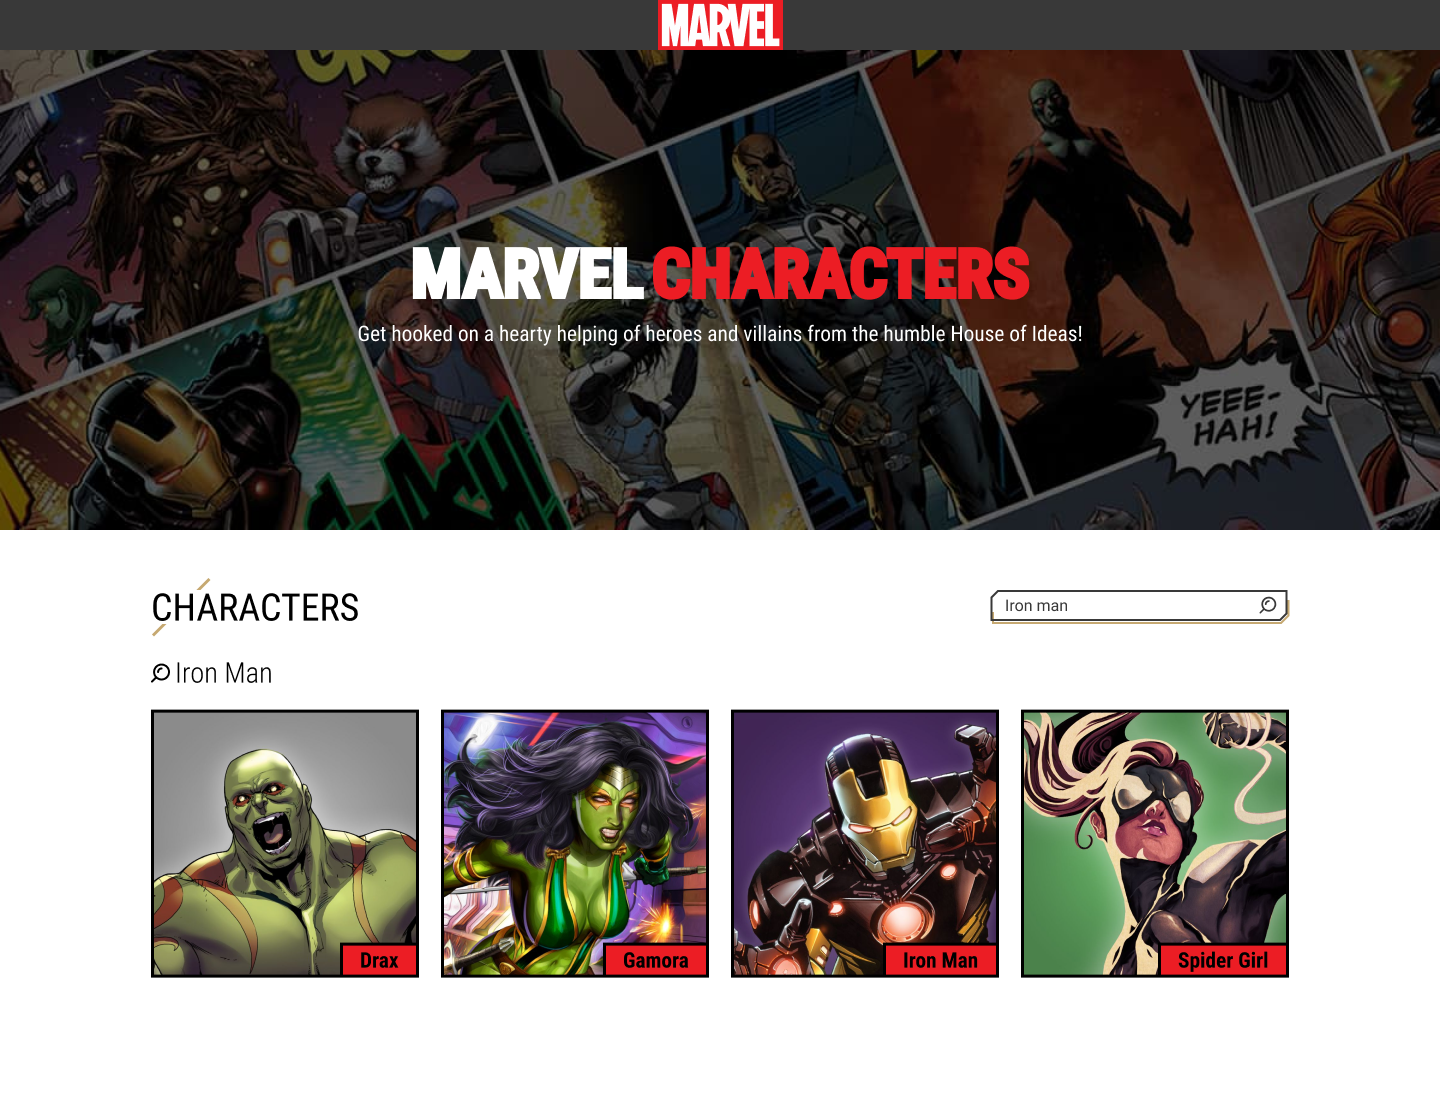 MARVEL
MARVEL CHARACTERS
Get hooked on a hearty helping of heroes and villains from the humble House of Ideas!
YEEE-
HAH!
CHARACTERS
Iron man
Iron Man
Drax
Gamora
Iron Man
Spider Girl